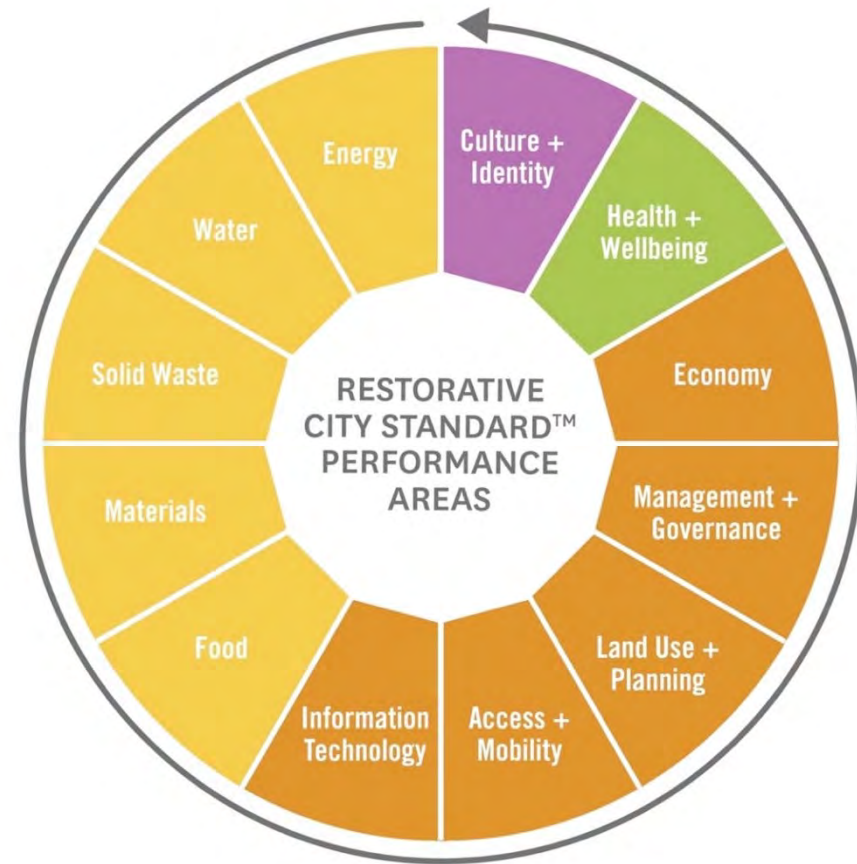 RESTORATIVE
CITY STANDARD™
PERFORMANCE
AREAS
Energy
Water
Solid Waste
Materials
Food
Information
Technology
Access +
Mobility
Land Use +
Planning
Management +
Governance
Economy
Health +
Wellbeing
Culture +
Identity